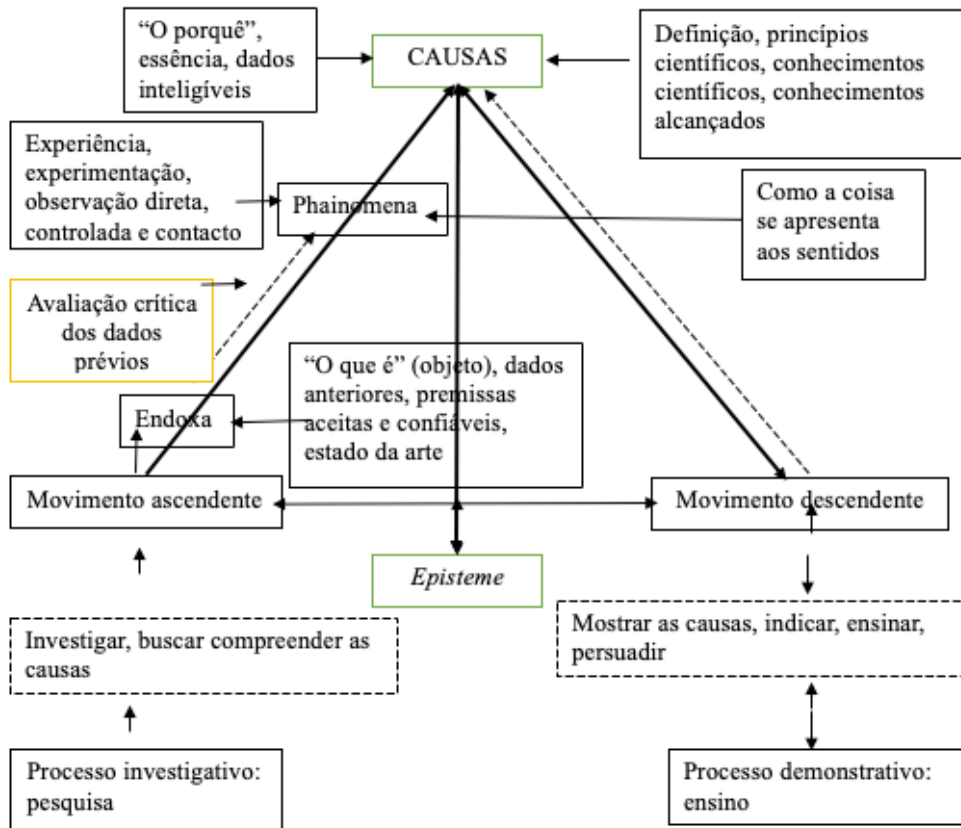 “O porquê”,
essência, dados
inteligíveis
CAUSAS
Definição, princípios
científicos, conhecimentos
científicos, conhecimentos
alcançados
Experiência,
experimentação,
observação direta,
controlada e contacto
Phainomena
Como a coisa
se apresenta
aos sentidos
Avaliação crítica
dos dados
prévios
“O que é” (objeto), dados
anteriores, premissas
aceitas e confiáveis,
estado da arte
Endoxa
Movimento ascendente
Movimento descendente
Episteme
Investigar, buscar compreender as
causas
Mostrar as causas, indicar, ensinar,
persuadir
Processo investigativo:
pesquisa
Processo demonstrativo:
ensino